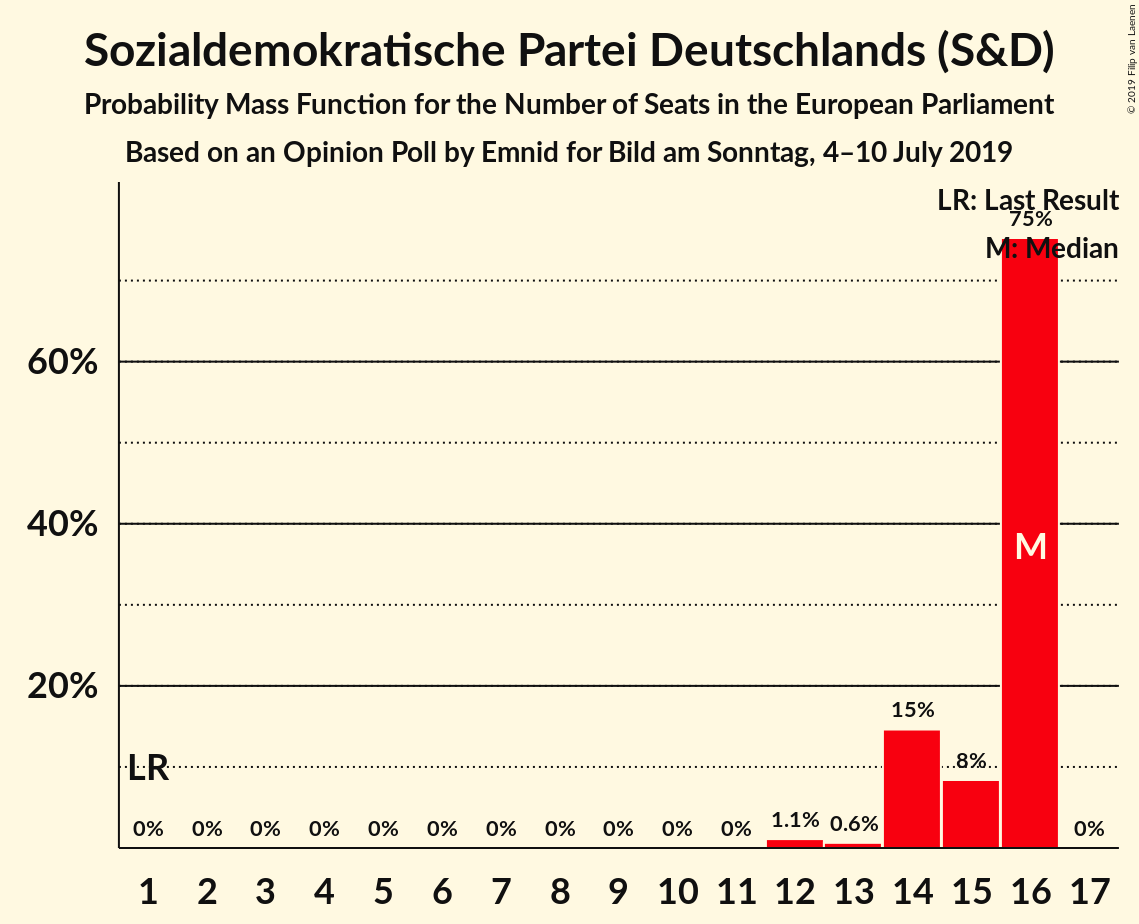 Sozialdemokratische Partei Deutschlands (S&D)
Probability Mass Function for the Number of Seats in the European Parliament
Based on an Opinion Poll by Emnid for Bild am Sonntag, 4–10 July 2019
© 2019 Filip van Laenen
LR: Last Result
75%
M: Median
60%
40%
M
20%
15%
LR
8%
0% 0% 0% 0% 0% 0% 0% 0% 0% 0% 0% 1.1% 0.6% 0%
1 2 3 4 5 6 7 8 9 10 11 12 13 14 15 16 17